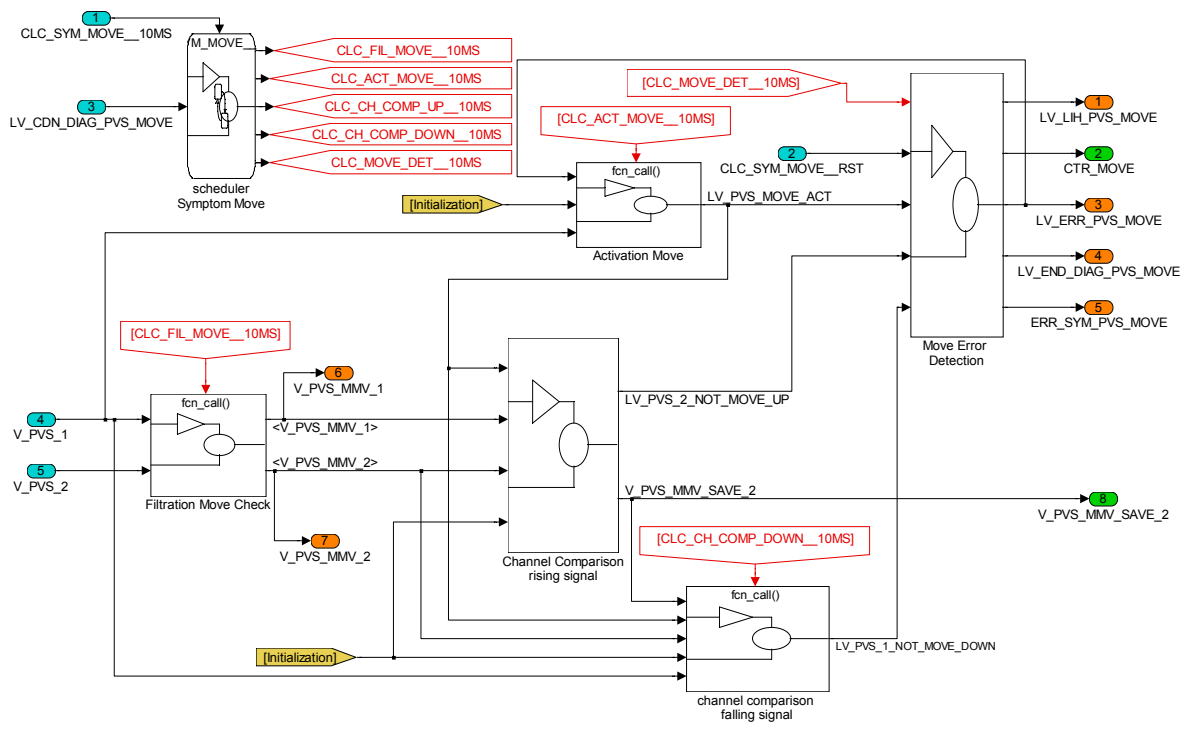 1
CLC_SYM_MOVE__10MS
M_MOVE_
3
LV_CDN_DIAG_PVS_MOVE
scheduler
Symptom Move
CLC_FIL_MOVE__10MS
CLC_ACT_MOVE__10MS
CLC_CH_COMP_UP__10MS
CLC_CH_COMP_DOWN__10MS
CLC_MOVE_DET__10MS
[CLC_MOVE_DET__10MS]
[CLC_ACT_MOVE__10MS]
2
CLC_SYM_MOVE__RST
fcn_call()
[Initialization]
LV_PVS_MOVE_ACT
Activation Move
1
LV_LIH_PVS_MOVE
2
CTR_MOVE
3
LV_ERR_PVS_MOVE
4
LV_END_DIAG_PVS_MOVE
5
ERR_SYM_PVS_MOVE
Move Error
Detection
[CLC_FIL_MOVE__10MS]
fcn_call()
6
V_PVS_MMV_1
4
V_PVS_1
<V_PVS_MMV_1>
5
V_PVS_2
<V_PVS_MMV_2>
Filtration Move Check
7
V_PVS_MMV_2
LV_PVS_2_NOT_MOVE_UP
V_PVS_MMV_SAVE_2
8
V_PVS_MMV_SAVE_2
Channel Comparison
rising signal
[CLC_CH_COMP_DOWN__10MS]
fcn_call()
[Initialization]
LV_PVS_1_NOT_MOVE_DOWN
channel comparison
falling signal